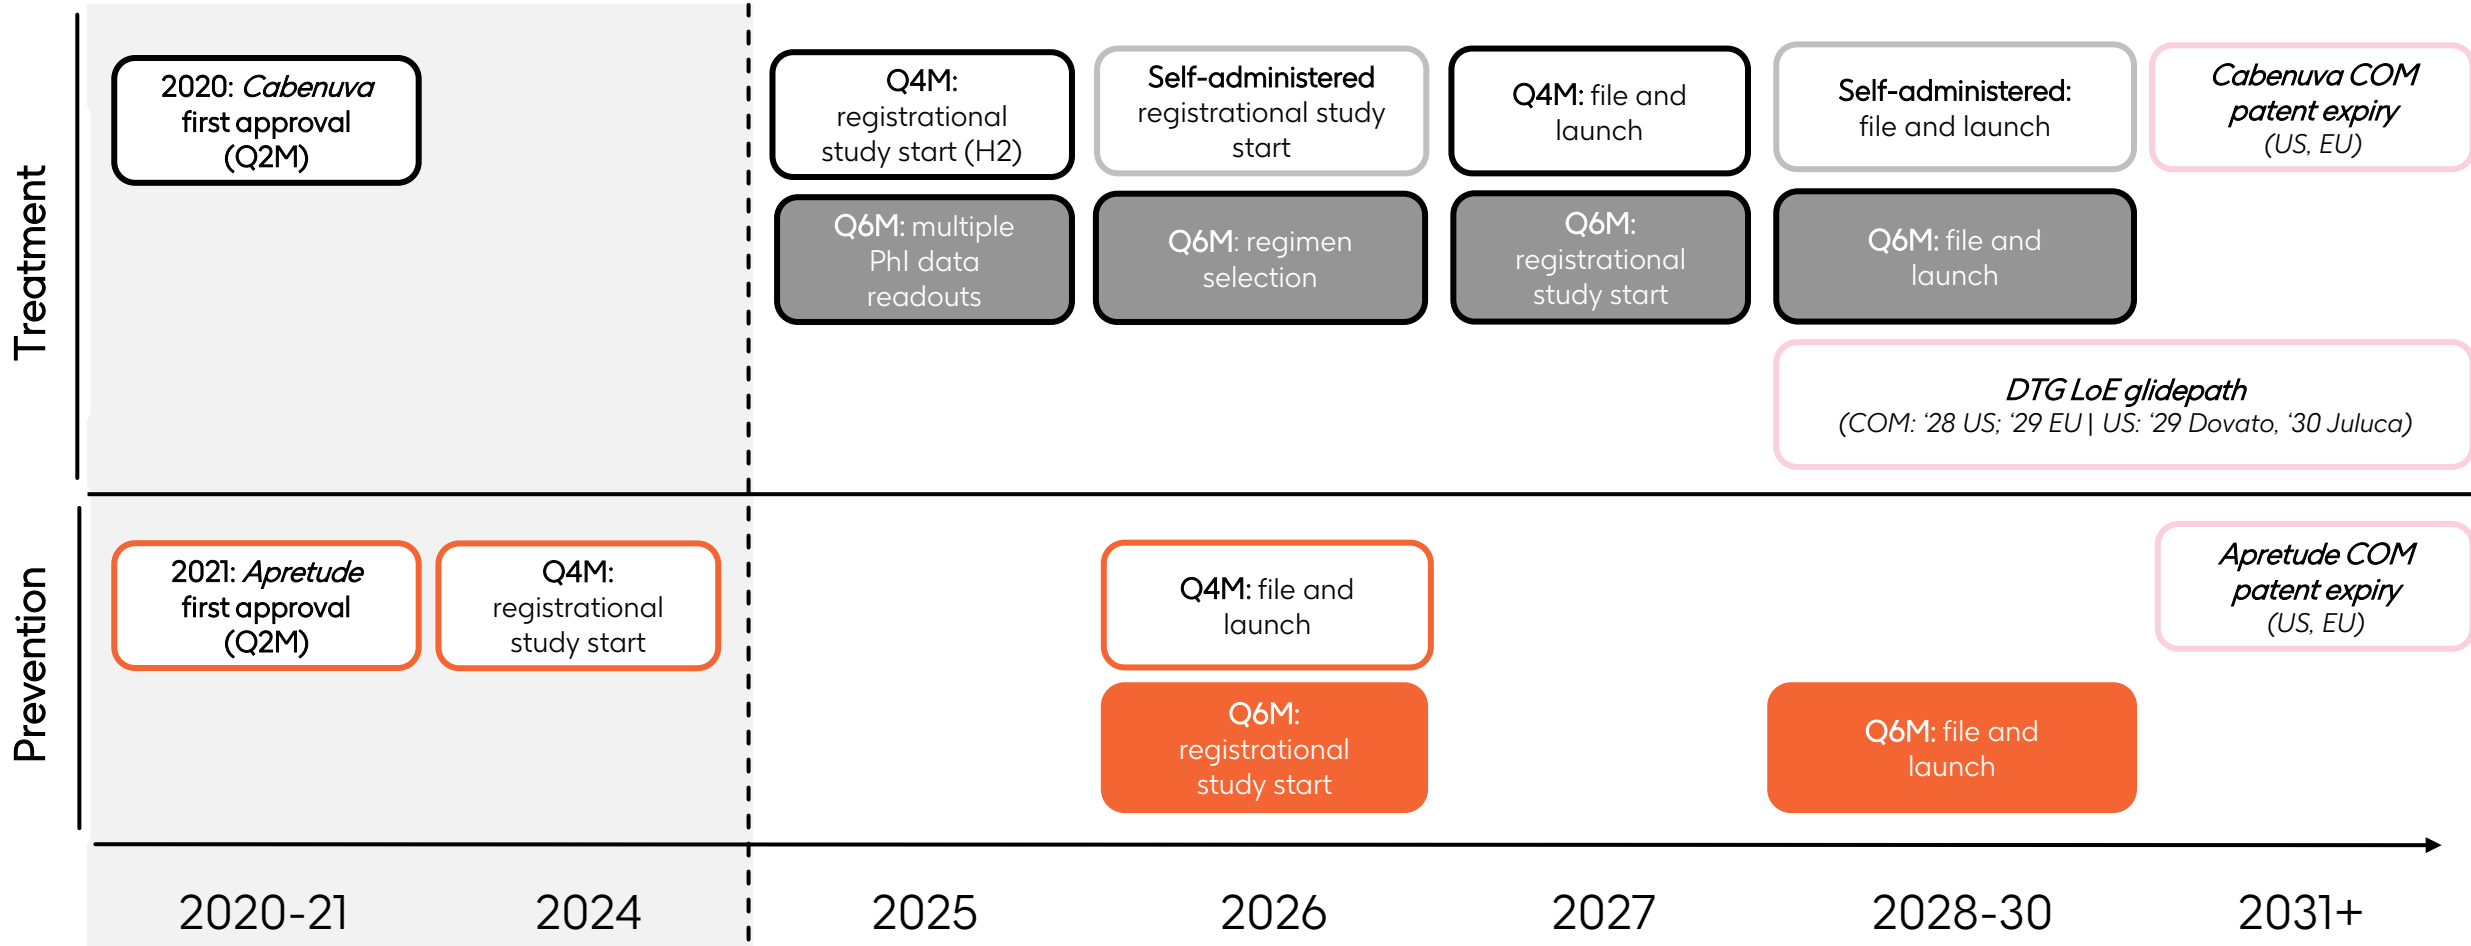 Treatment
2020: Cabenuva
first approval
(Q2M)
Q4M:
registrational
study start (H2)
Self-administered
registrational study
start
Q4M: file and
launch
Self-administered:
file and launch
Cabenuva COM
patent expiry
(US, EU)
Q6M: multiple
PhI data
readouts
Q6M: regimen
selection
Q6M:
registrational
study start
Q6M: file and
launch
DTG LoE glidepath
(COM: ‘28 US; ‘29 EU | US: ‘29 Dovato, ‘30 Juluca)
Prevention
2021: Apretude
first approval
(Q2M)
Q4M:
registrational
study start
Q4M: file and
launch
Apretude COM
patent expiry
(US, EU)
Q6M:
registrational
study start
Q6M: file and
launch
2020-21
2024
2025
2026
2027
2028-30
2031+